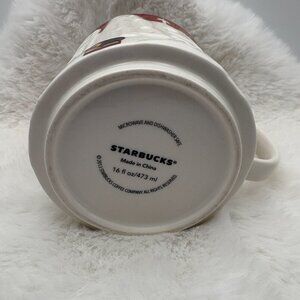 MICROWAVE AND DISHWASHER SAFE
STARBUCKS®
Made in China
16 fl oz/473 ml
© 2013 STARBUCKS COFFEE COMPANY. ALL RIGHTS RESERVED.